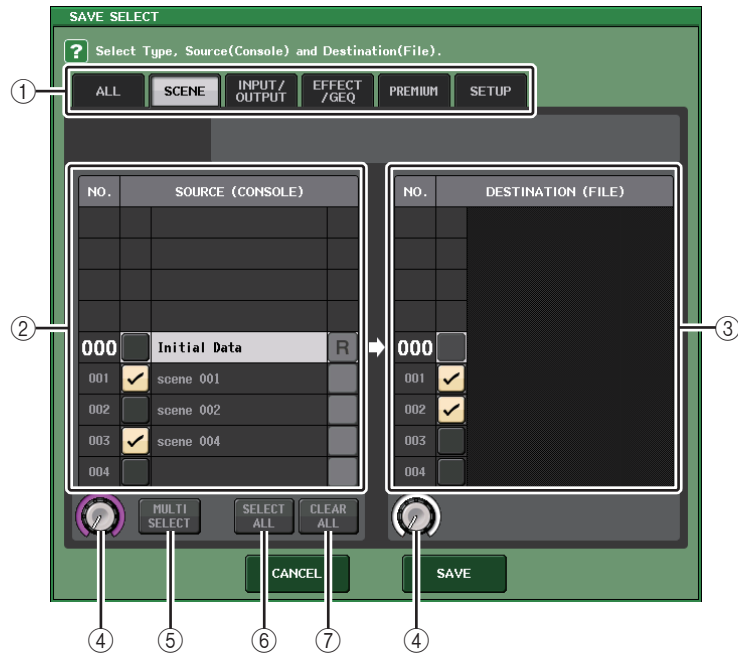 SAVE SELECT
? Select Type, Source(Console) and Destination(File).
① ALL SCENE INPUT/OUTPUT EFFECT/GEQ PREMIUM SETUP
NO. SOURCE (CONSOLE) NO. DESTINATION (FILE)
② ③
000 Initial Data R 000
001 scene 001 001
002 scene 002 002
003 scene 004 003
004 004
MULTI SELECT SELECT ALL CLEAR ALL
CANCEL SAVE
④ ⑤ ⑥ ⑦ ④